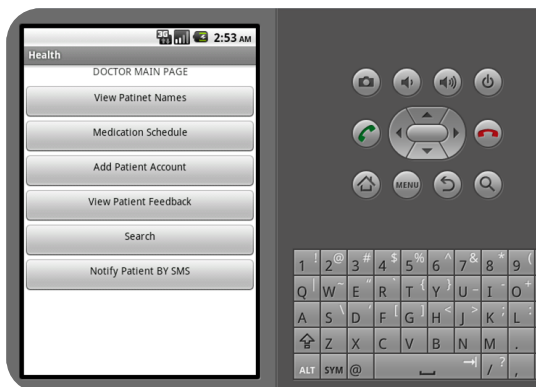 3G 2:53 AM
Health
DOCTOR MAIN PAGE
View Patinet Names
Medication Schedule
Add Patient Account
View Patient Feedback
Search
Notify Patient BY SMS
MENU
1 ! 2 @ 3 # 4 $ 5 % 6 ^ 7 & 8 * 9 (
Q | W ~ E " R ` T { Y } U _ I - O +
A S \ D ' F [ G ] H < J > K ; L :
Z X C V B N M .
ALT SYM @ / ? ,